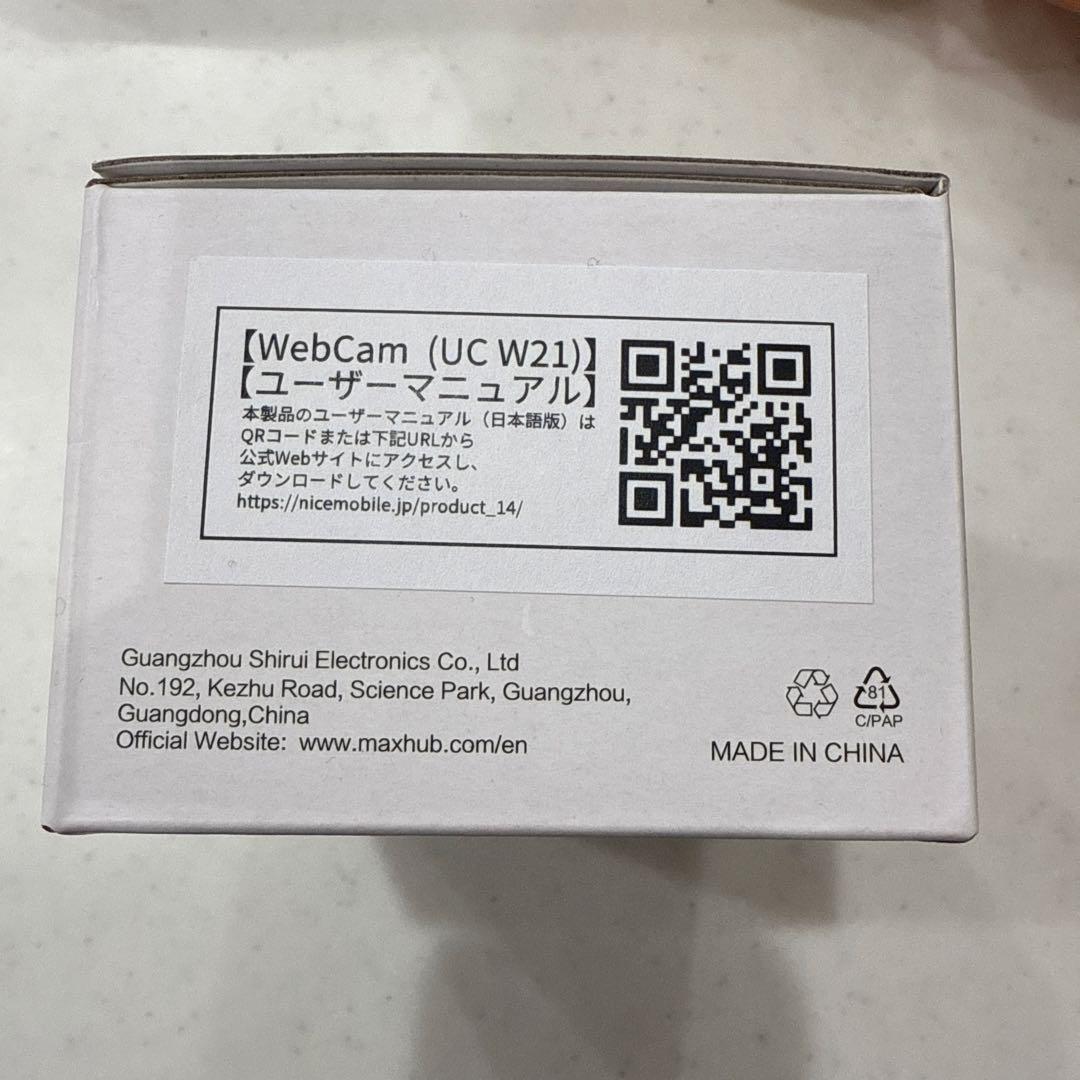 【WebCam (UC W21)】
【ユーザーマニュアル】
本製品のユーザーマニュアル（日本語版）は
QRコードまたは下記URLから
公式Webサイトにアクセスし、
ダウンロードしてください。
https://nicemobile.jp/product_14/
Guangzhou Shirui Electronics Co., Ltd
No.192, Kezhu Road, Science Park, Guangzhou,
Guangdong,China
Official Website: www.maxhub.com/en
81
C/PAP
MADE IN CHINA